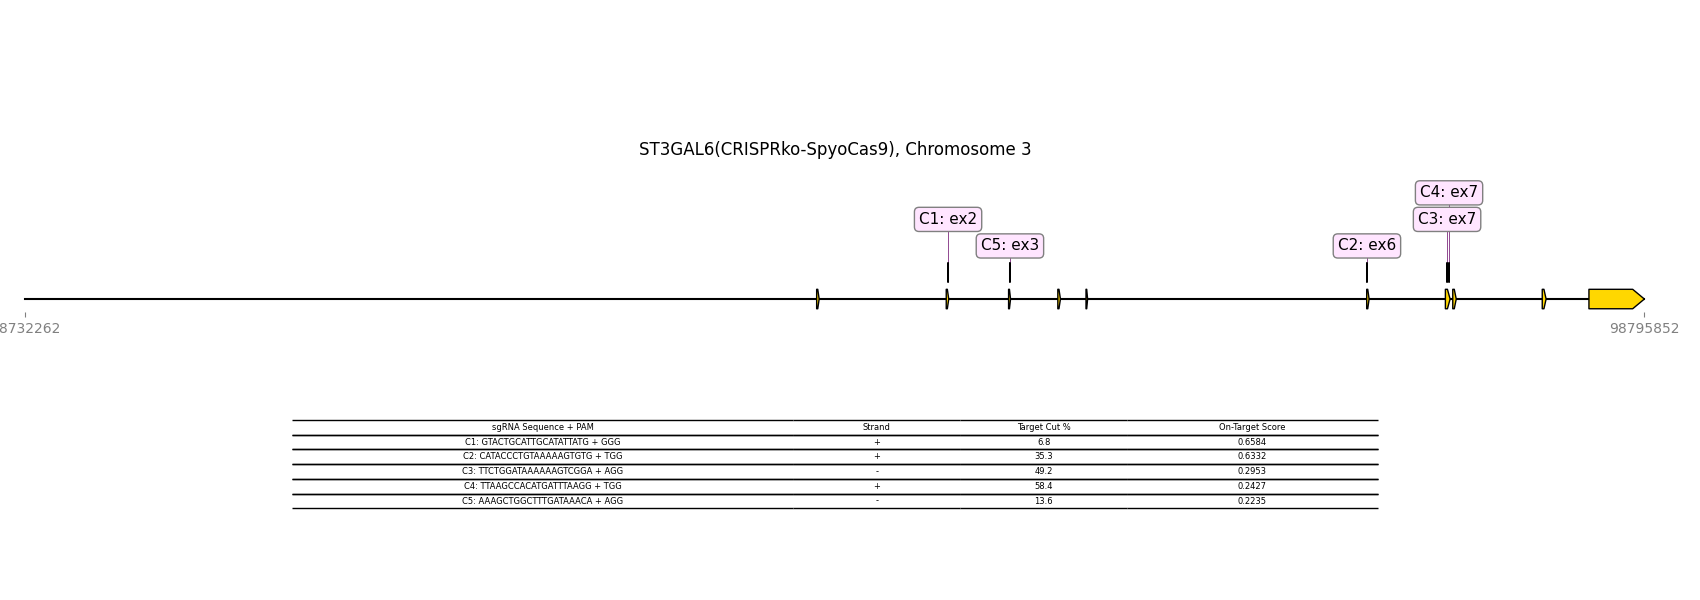 ST3GAL6(CRISPRko-SpyoCas9), Chromosome 3
C4: ex7
C1: ex2
C3: ex7
C5: ex3
C2: ex6
8732262
98795852
sgRNA Sequence + PAM Strand Target Cut % On-Target Score
C1: GTACTGCATTGCATATTATG + GGG + 6.8 0.6584
C2: CATACCCTGTAAAAAGTGTG + TGG + 35.3 0.6332
C3: TTCTGGATAAAAAAGTCGGA + AGG - 49.2 0.2953
C4: TTAAGCCACATGATTTAAGG + TGG + 58.4 0.2427
C5: AAAGCTGGCTTTGATAAACA + AGG - 13.6 0.2235